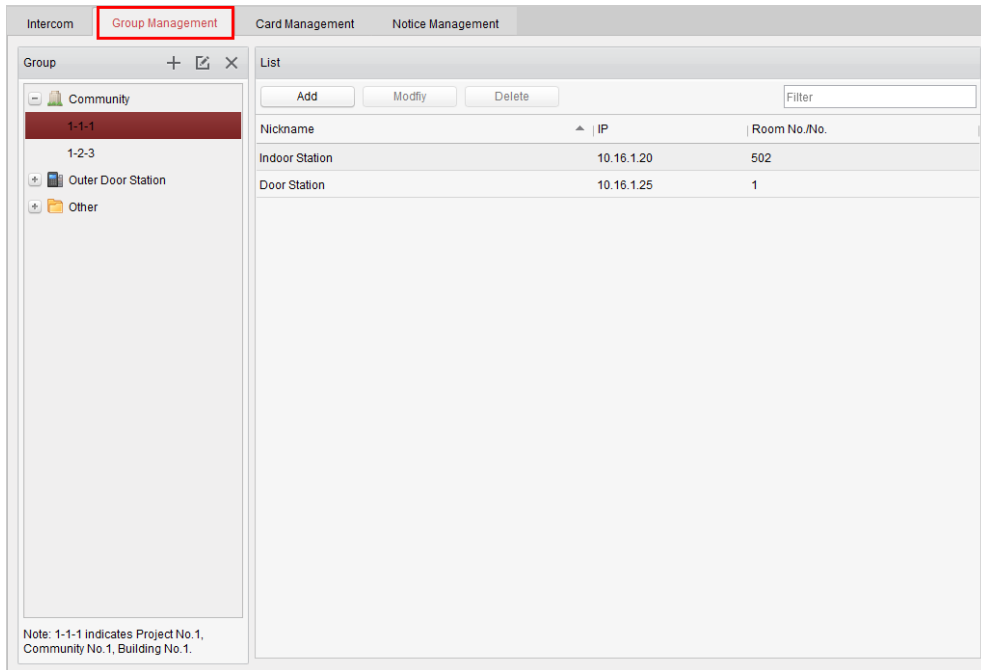 Intercom Group Management Card Management Notice Management
Group
Community
1-1-1
1-2-3
Outer Door Station
Other
Note: 1-1-1 indicates Project No.1,
Community No.1, Building No.1.
List
Add Modfiy Delete Filter
Nickname IP Room No./No.
Indoor Station 10.16.1.20 502
Door Station 10.16.1.25 1